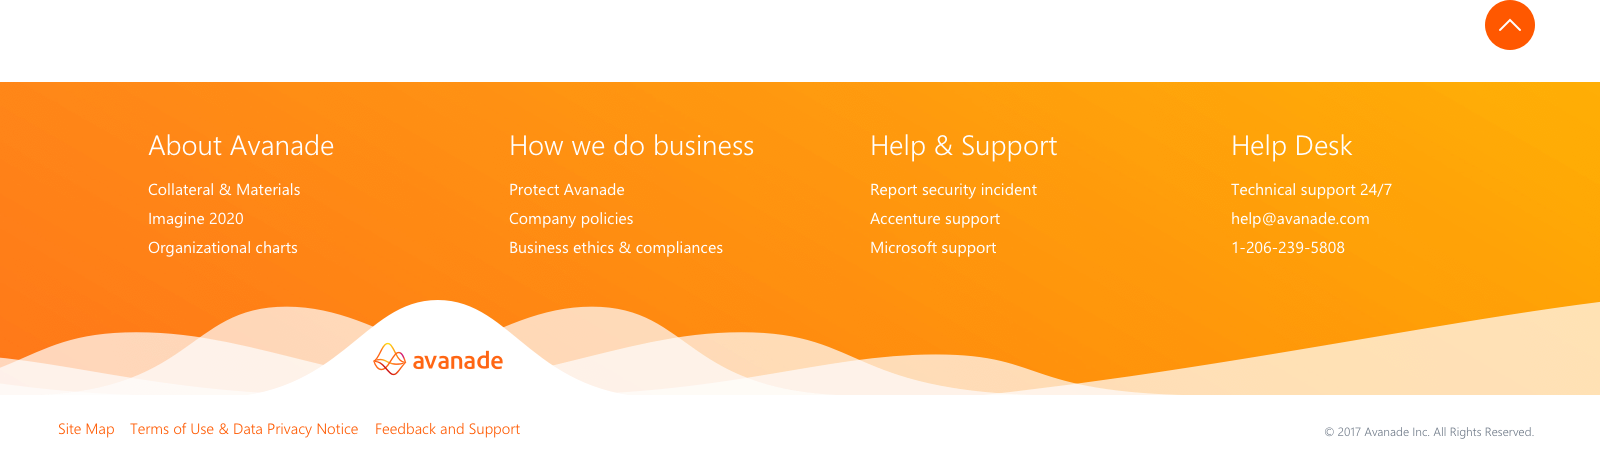 About Avanade
Collateral & Materials
Imagine 2020
Organizational charts
How we do business
Protect Avanade
Company policies
Business ethics & compliances
Help & Support
Report security incident
Accenture support
Microsoft support
Help Desk
Technical support 24/7
help@avanade.com
1-206-239-5808
avanade
Site Map Terms of Use & Data Privacy Notice Feedback and Support
© 2017 Avanade Inc. All Rights Reserved.